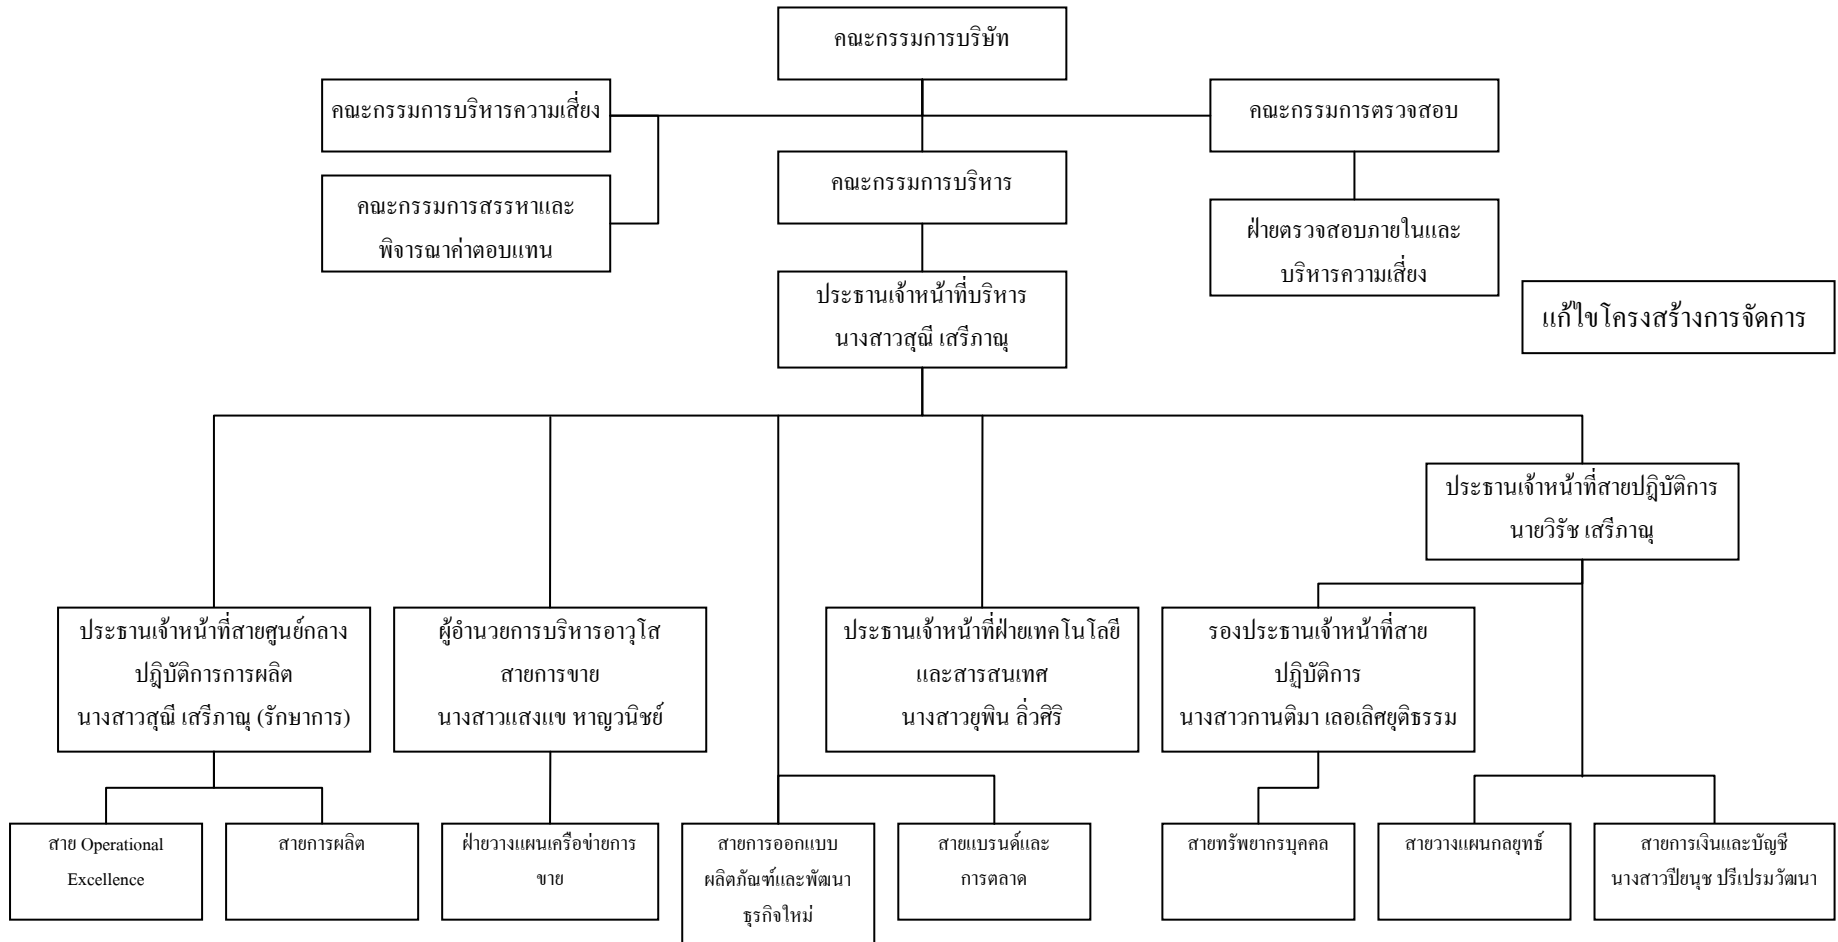 คณะกรรมการบริษัท
คณะกรรมการบริหารความเสี่ยง
คณะกรรมการตรวจสอบ
คณะกรรมการบริหาร
คณะกรรมการสรรหาและ
พิจารณาค่าตอบแทน
ฝ่ายตรวจสอบภายในและ
บริหารความเสี่ยง
ประธานเจ้าหน้าที่บริหาร
นางสาวสุณี เสรีภาณุ
แก้ไขโครงสร้างการจัดการ
ประธานเจ้าหน้าที่สายปฎิบัติการ
นายวิรัช เสรีภาณุ
ประธานเจ้าหน้าที่สายศูนย์กลาง
ปฎิบัติการการผลิต
นางสาวสุณี เสรีภาณุ (รักษาการ)
ผู้อำนวยการบริหารอาวุโส
สายการขาย
นางสาวแสงแข หาญวนิชย์
ประธานเจ้าหน้าที่ฝ่ายเทคโนโลยี
และสารสนเทศ
นางสาวยุพิน ลิ่วศิริ
รองประธานเจ้าหน้าที่สาย
ปฏิบัติการ
นางสาวกานติมา เลอเลิศยุติธรรม
สาย Operational
Excellence
สายการผลิต
ฝ่ายวางแผนเครือข่ายการ
ขาย
สายการออกแบบ
ผลิตภัณฑ์และพัฒนา
ธุรกิจใหม่
สายแบรนด์และ
การตลาด
สายทรัพยากรบุคคล
สายวางแผนกลยุทธ์
สายการเงินและบัญชี
นางสาวปิยนุช ปรีเปรมวัฒนา